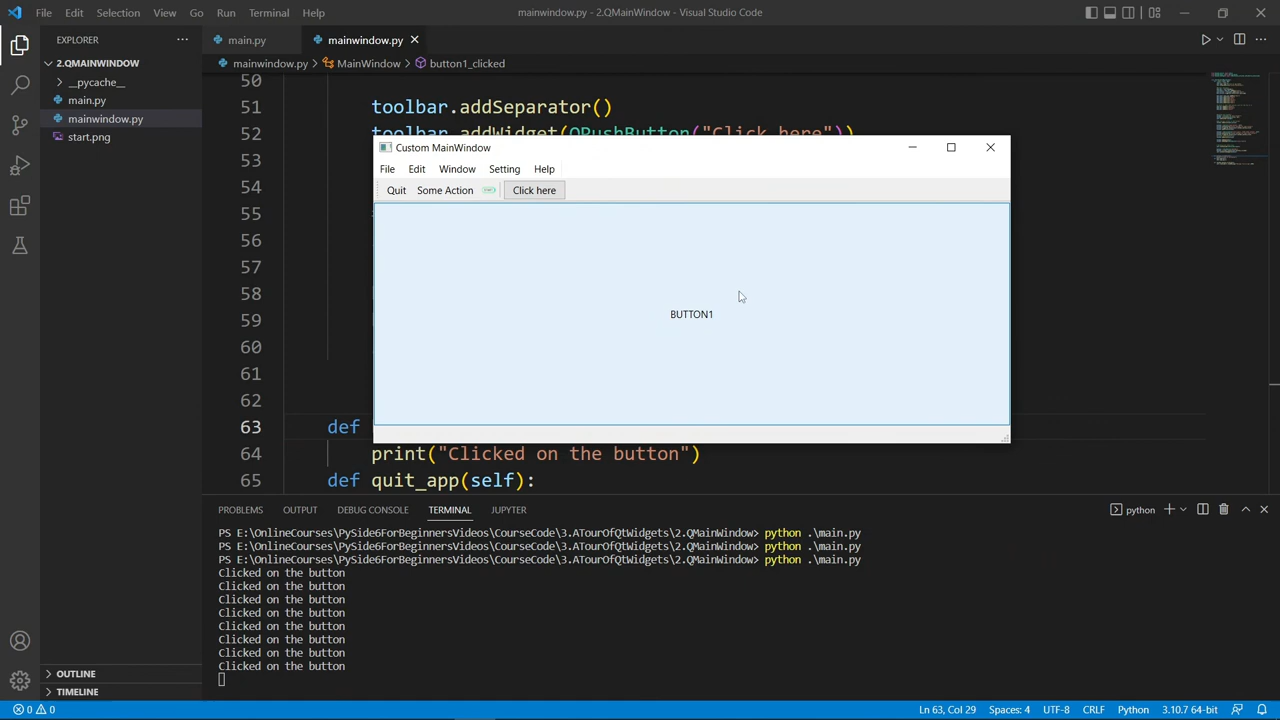 File Edit Selection View Go Run Terminal Help
mainwindow.py - 2.QMainWindow - Visual Studio Code
EXPLORER
2.QMAINWINDOW
__pycache__
main.py
mainwindow.py
start.png
OUTLINE
TIMELINE
main.py
mainwindow.py
mainwindow.py > MainWindow > button1_clicked
50
51 toolbar.addSeparator()
52 toolbar.addWidget(QPushButton("Click here"))
53
54
55
56
57
58
59
60
61
62
63 def
64 print("Clicked on the button")
65 def quit_app(self):
Custom MainWindow
File Edit Window Setting Help
Quit Some Action Click here
BUTTON1
PROBLEMS OUTPUT DEBUG CONSOLE TERMINAL JUPYTER
python
PS E:\OnlineCourses\PySide6ForBeginnersVideos\CourseCode\3.ATourOfQtWidgets\2.QMainWindow> python .\main.py
PS E:\OnlineCourses\PySide6ForBeginnersVideos\CourseCode\3.ATourOfQtWidgets\2.QMainWindow> python .\main.py
PS E:\OnlineCourses\PySide6ForBeginnersVideos\CourseCode\3.ATourOfQtWidgets\2.QMainWindow> python .\main.py
Clicked on the button
Clicked on the button
Clicked on the button
Clicked on the button
Clicked on the button
Clicked on the button
Clicked on the button
Clicked on the button
0 0
Ln 63, Col 29 Spaces: 4 UTF-8 CRLF Python 3.10.7 64-bit